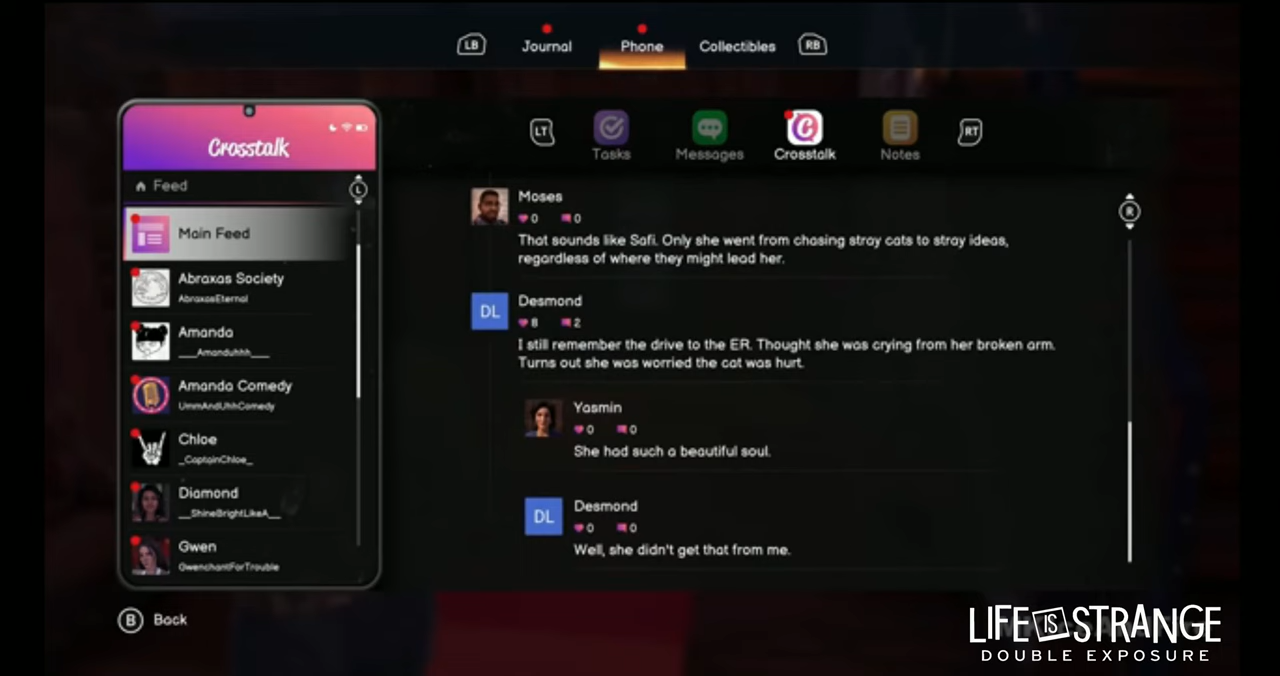 LB Journal Phone Collectibles RB
Crosstalk
Feed
L
Main Feed
Abraxas Society
AbraxasEternal
Amanda
___Amanduhhh___
Amanda Comedy
UmmAndUhhComedy
Chloe
_CaptainChloe_
Diamond
__ShineBrightLikeA__
Gwen
GwenchantForTrouble
LT Tasks Messages Crosstalk Notes RT
R
Moses
0 0
That sounds like Safi. Only she went from chasing stray cats to stray ideas,
regardless of where they might lead her.
DL Desmond
8 2
I still remember the drive to the ER. Thought she was crying from her broken arm.
Turns out she was worried the cat was hurt.
Yasmin
0 0
She had such a beautiful soul.
DL Desmond
0 0
Well, she didn't get that from me.
B Back
LIFE IS STRANGE
DOUBLE EXPOSURE